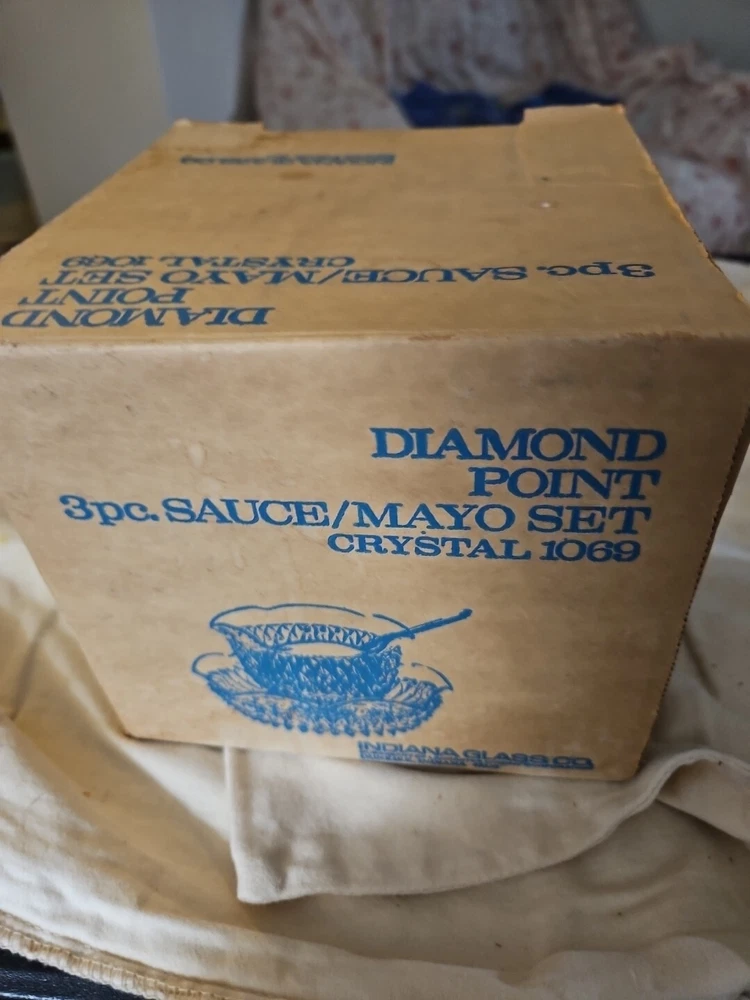 DIAMOND
POINT
3pc. SAUCE/MAYO SET
CRYSTAL 1069
DIAMOND
POINT
3pc. SAUCE/MAYO SET
CRYSTAL 1069
INDIANA GLASS CO